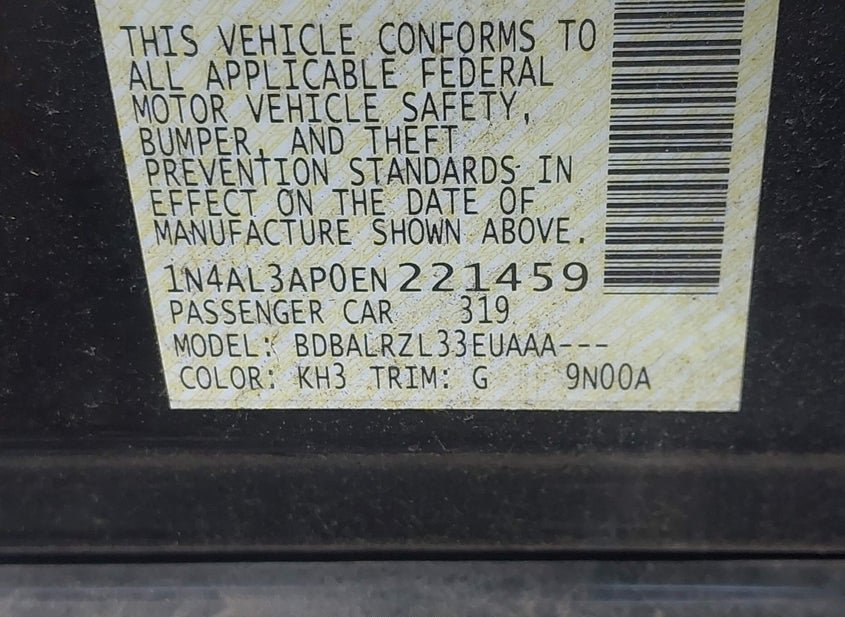 THIS VEHICLE CONFORMS TO
ALL APPLICABLE FEDERAL
MOTOR VEHICLE SAFETY,
BUMPER, AND THEFT
PREVENTION STANDARDS IN
EFFECT ON THE DATE OF
MANUFACTURE SHOWN ABOVE.
1N4AL3AP0EN221459
PASSENGER CAR 319
MODEL: BDBALRZL33EUAAA---
COLOR: KH3 TRIM: G 9N00A